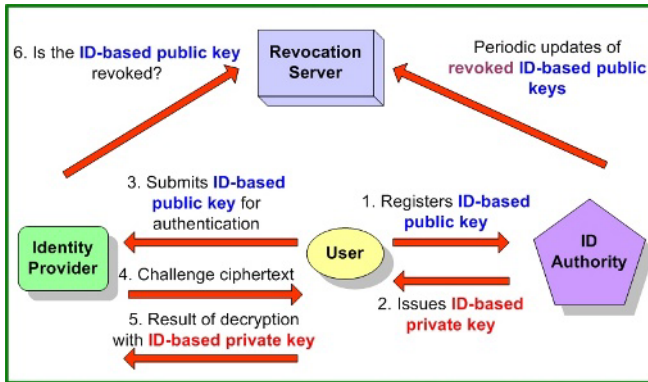 6. Is the ID-based public key
revoked?
Revocation
Server
Periodic updates of
revoked ID-based public
keys
3. Submits ID-based
public key for
authentication
1. Registers ID-based
public key
Identity
Provider
User
ID
Authority
4. Challenge ciphertext
2. Issues ID-based
private key
5. Result of decryption
with ID-based private key